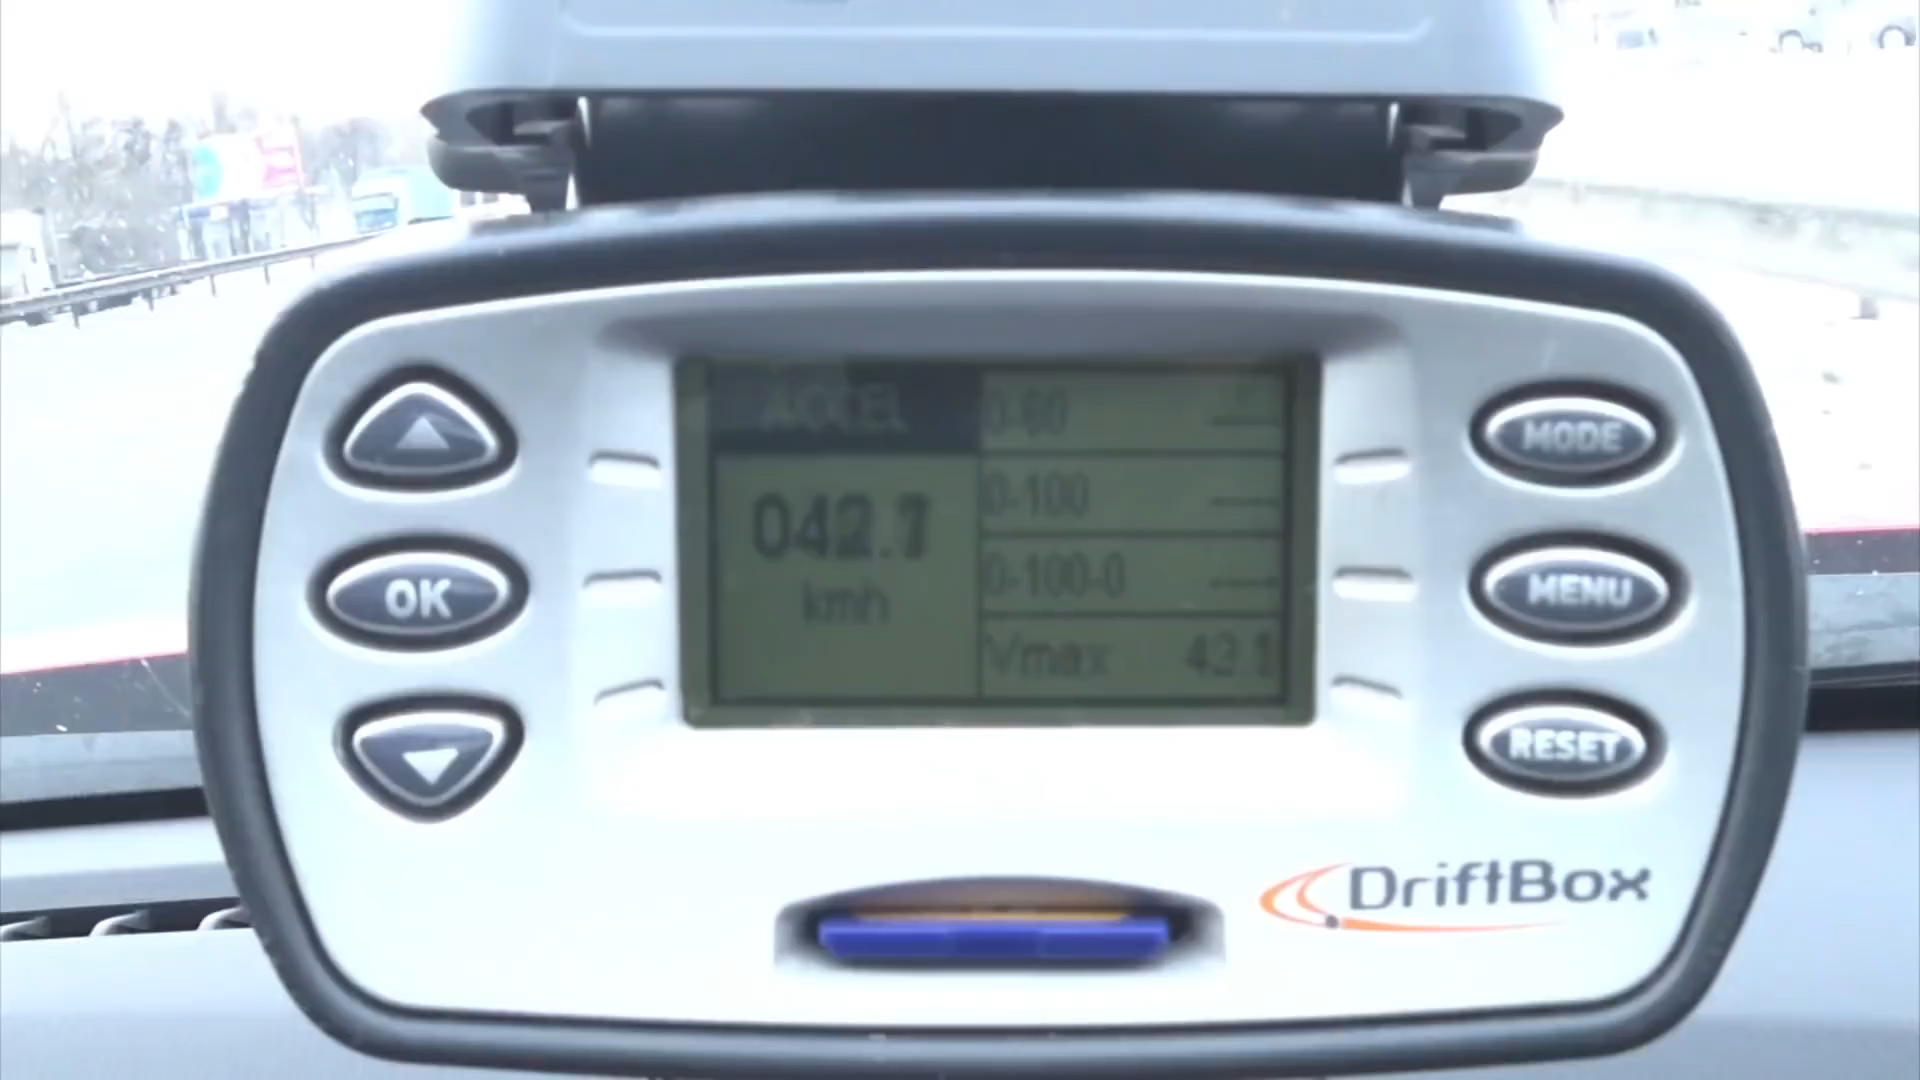 ACCEL
0-60 ----
MODE
0-100 ----
kmh
0-100-0 ----
OK
MENU
Vmax
RESET
DriftBox